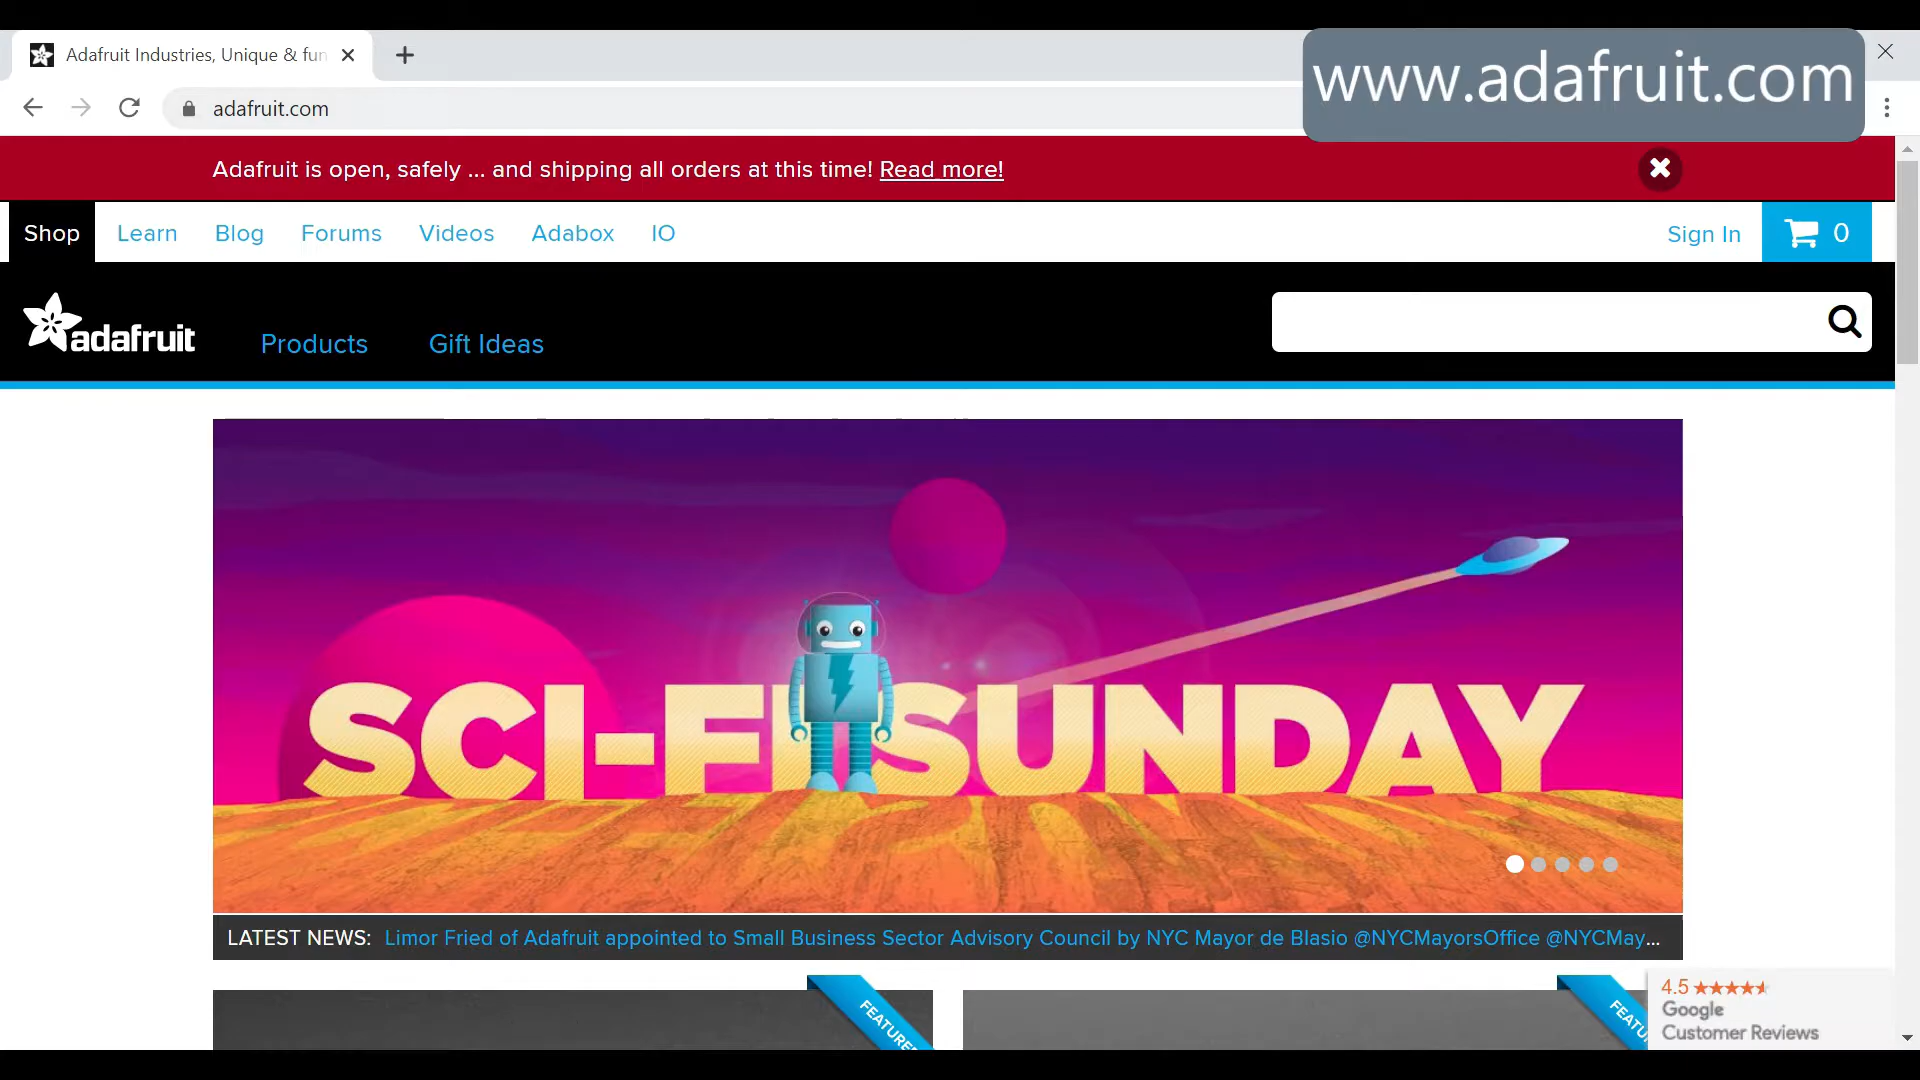 Adafruit Industries, Unique & fun
www.adafruit.com
adafruit.com
Adafruit is open, safely ... and shipping all orders at this time! Read more!
Shop Learn Blog Forums Videos Adabox IO Sign In 0
adafruit Products Gift Ideas
SCI-FI SUNDAY
LATEST NEWS: Limor Fried of Adafruit appointed to Small Business Sector Advisory Council by NYC Mayor de Blasio @NYCMayorsOffice @NYCMay...
FEATURED
FEATU
4.5
Google
Customer Reviews